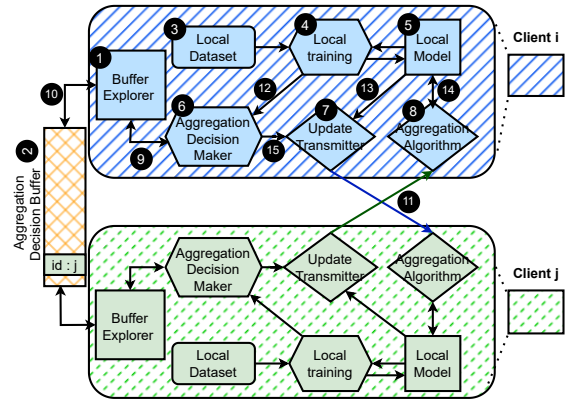 1
Buffer
Explorer
3
Local
Dataset
4
Local
training
5
Local
Model
Client i
10
12
13
14
6
Aggregation
Decision
Maker
7
Update
Transmitter
8
Aggregation
Algorithm
9
15
2
Aggregation
Decision Buffer
id : j
11
Aggregation
Decision
Maker
Update
Transmitter
Aggregation
Algorithm
Client j
Buffer
Explorer
Local
Dataset
Local
training
Local
Model